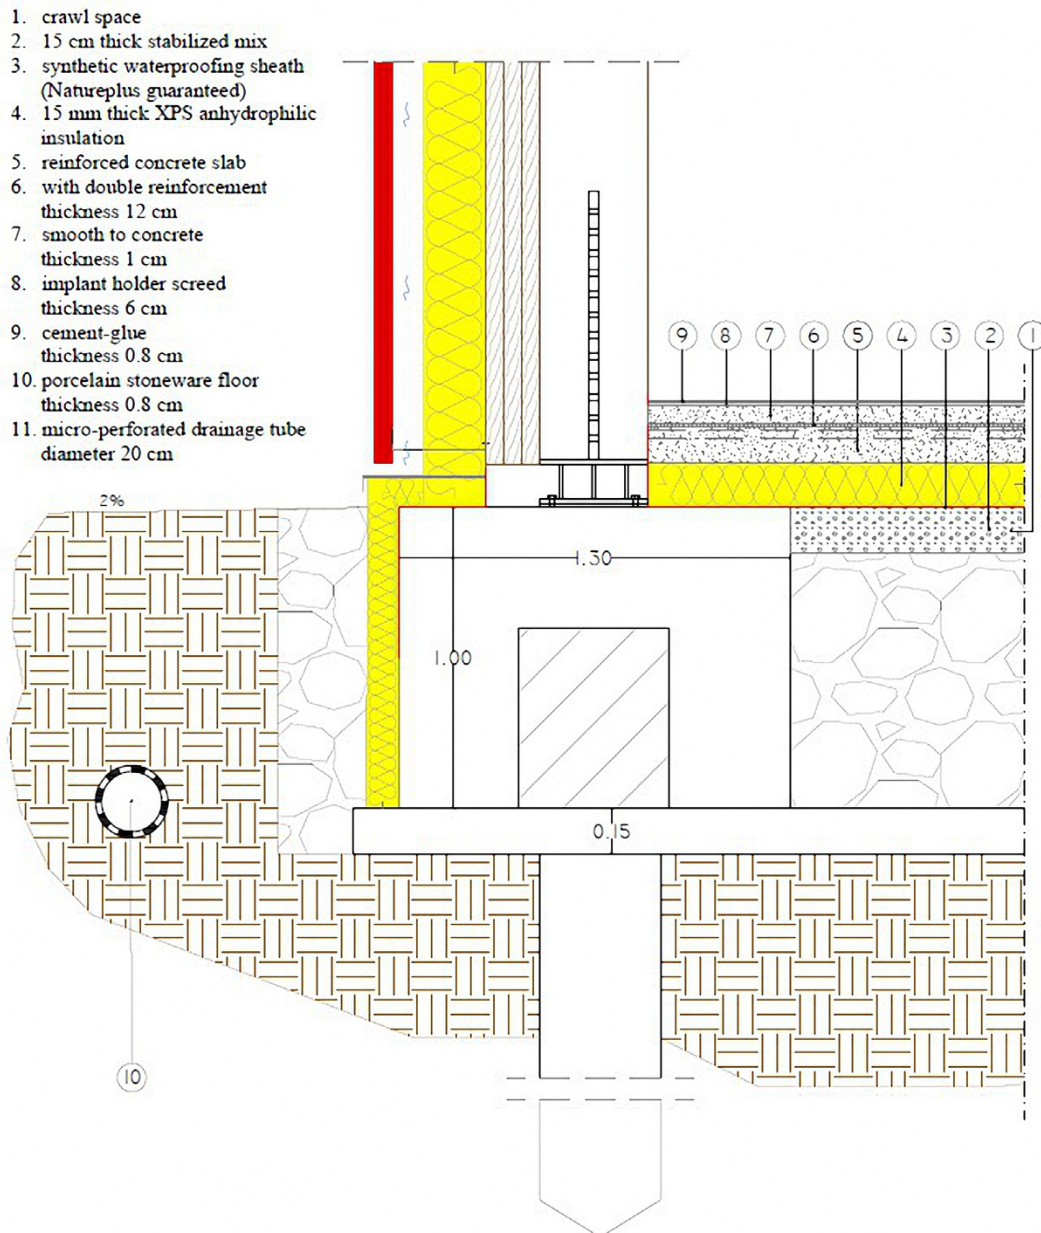 1. crawl space
2. 15 cm thick stabilized mix
3. synthetic waterproofing sheath
(Natureplus guaranteed)
4. 15 mm thick XPS anhydrophilic
insulation
5. reinforced concrete slab
6. with double reinforcement
thickness 12 cm
7. smooth to concrete
thickness 1 cm
8. implant holder screed
thickness 6 cm
9. cement-glue
thickness 0.8 cm
10. porcelain stoneware floor
thickness 0.8 cm
11. micro-perforated drainage tube
diameter 20 cm
9 8 7 6 5 4 3 2 1
2%
1.30
1.00
0.15
10